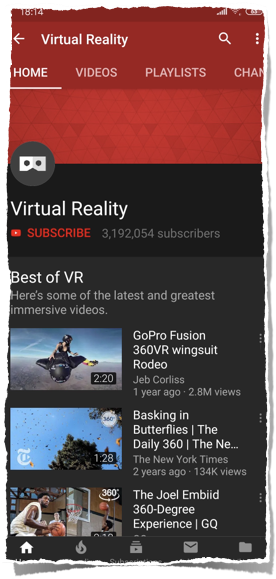 18:14
Virtual Reality
HOME VIDEOS PLAYLISTS CHAN
Virtual Reality
SUBSCRIBE 3,192,054 subscribers
Best of VR
Here's some of the latest and greatest
immersive videos.
GoPro Fusion
360VR wingsuit
Rodeo
Jeb Corliss
1 year ago · 2.8M views
2:20
Basking in
Butterflies | The
Daily 360 | The Ne...
The New York Times
2 years ago · 134K views
360°
1:28
The Joel Embiid
360-Degree
Experience | GQ
360°